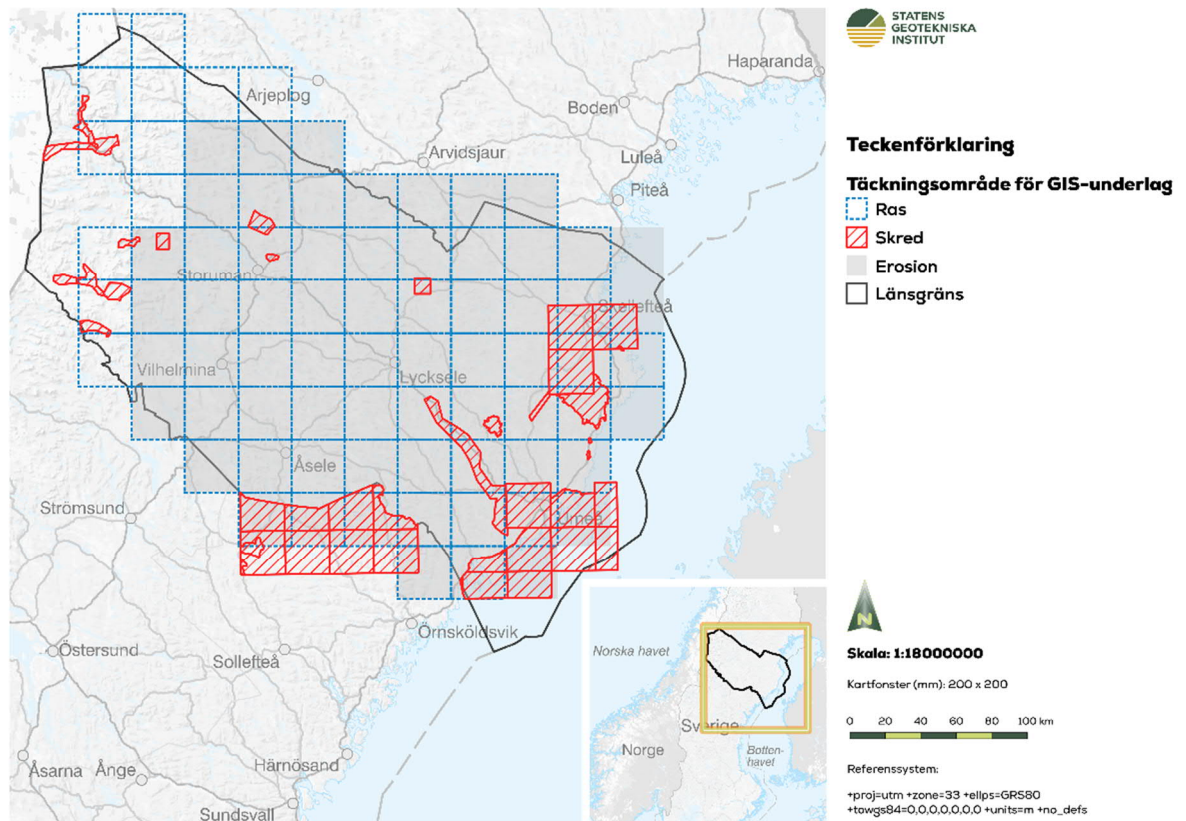 STATENS
GEOTEKNISKA
INSTITUT
Haparanda
Arjeplog
Boden
Luleå
Arvidsjaur
Piteå
Teckenförklaring
Täckningsområde för GIS-underlag
Ras
Skred
Erosion
Länsgräns
Storuman
Skellefteå
Vilhelmina
Lycksele
Åsele
Strömsund
Umeå
Örnsköldsvik
Östersund
Sollefteå
Norska havet
Sverige
Norge
Botten-
havet
Härnösand
Åsarna
Ånge
Sundsvall
N
Skala: 1:18000000
Kartfonster (mm): 200 x 200
0 20 40 60 80 100 km
Referenssystem:
+proj=utm +zone=33 +ellps=GRS80
+towgs84=0,0,0,0,0,0,0 +units=m +no_defs